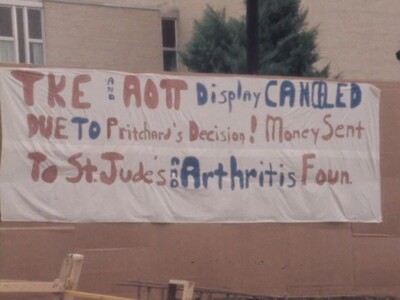 TKE AND AOΠ Display CANCELED
DUE TO Pritchard's Decision! Money Sent
To St. Jude's AND Arthritis Foun.